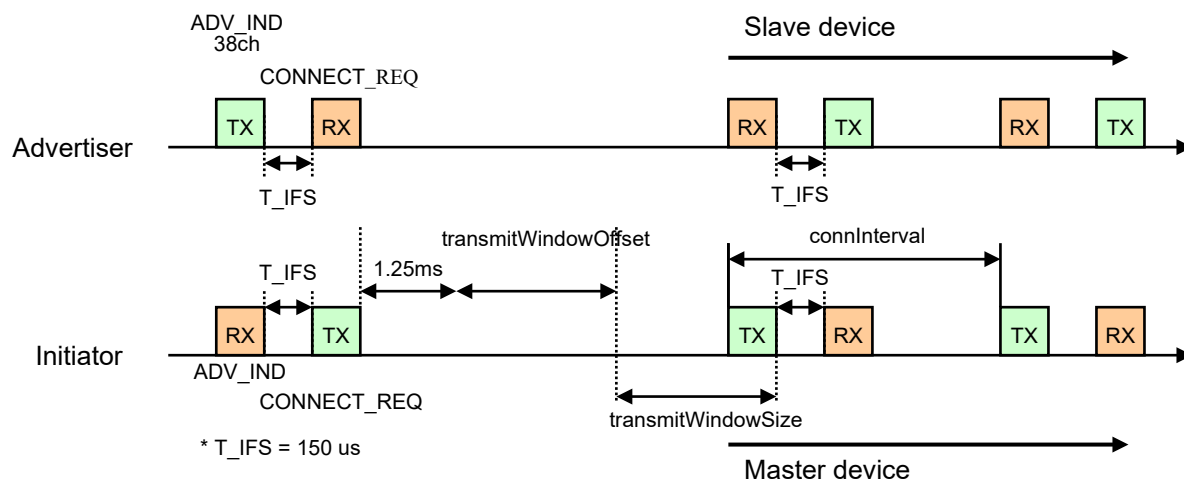 ADV_IND
38ch
Slave device
CONNECT_REQ
TX
RX
RX
TX
RX
TX
Advertiser
T_IFS
T_IFS
transmitWindowOffset
connInterval
T_IFS
1.25ms
T_IFS
RX
TX
TX
RX
TX
RX
Initiator
ADV_IND
CONNECT_REQ
transmitWindowSize
* T_IFS = 150 us
Master device